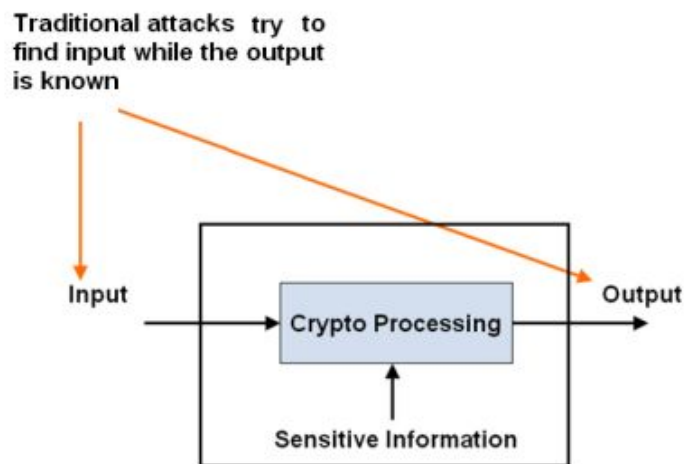 Traditional attacks try to
find input while the output
is known
Input
Output
Crypto Processing
Sensitive Information